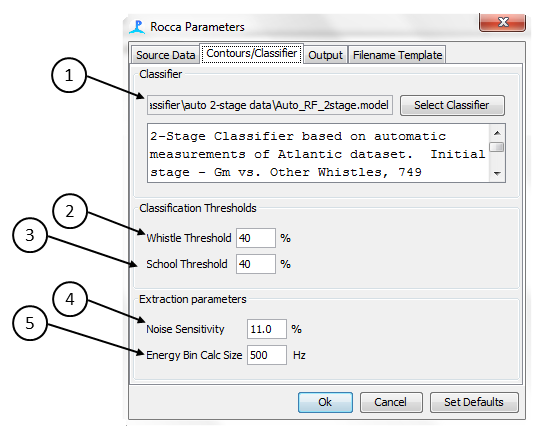 Rocca Parameters
Source Data Contours/Classifier Output Filename Template
Classifier
1
assifier\auto 2-stage data\Auto_RF_2stage.model Select Classifier
2-Stage Classifier based on automatic
measurements of Atlantic dataset. Initial
stage - Gm vs. Other Whistles, 749
Classification Thresholds
2
Whistle Threshold 40 %
3
School Threshold 40 %
Extraction parameters
4
Noise Sensitivity 11.0 %
5
Energy Bin Calc Size 500 Hz
Ok Cancel Set Defaults